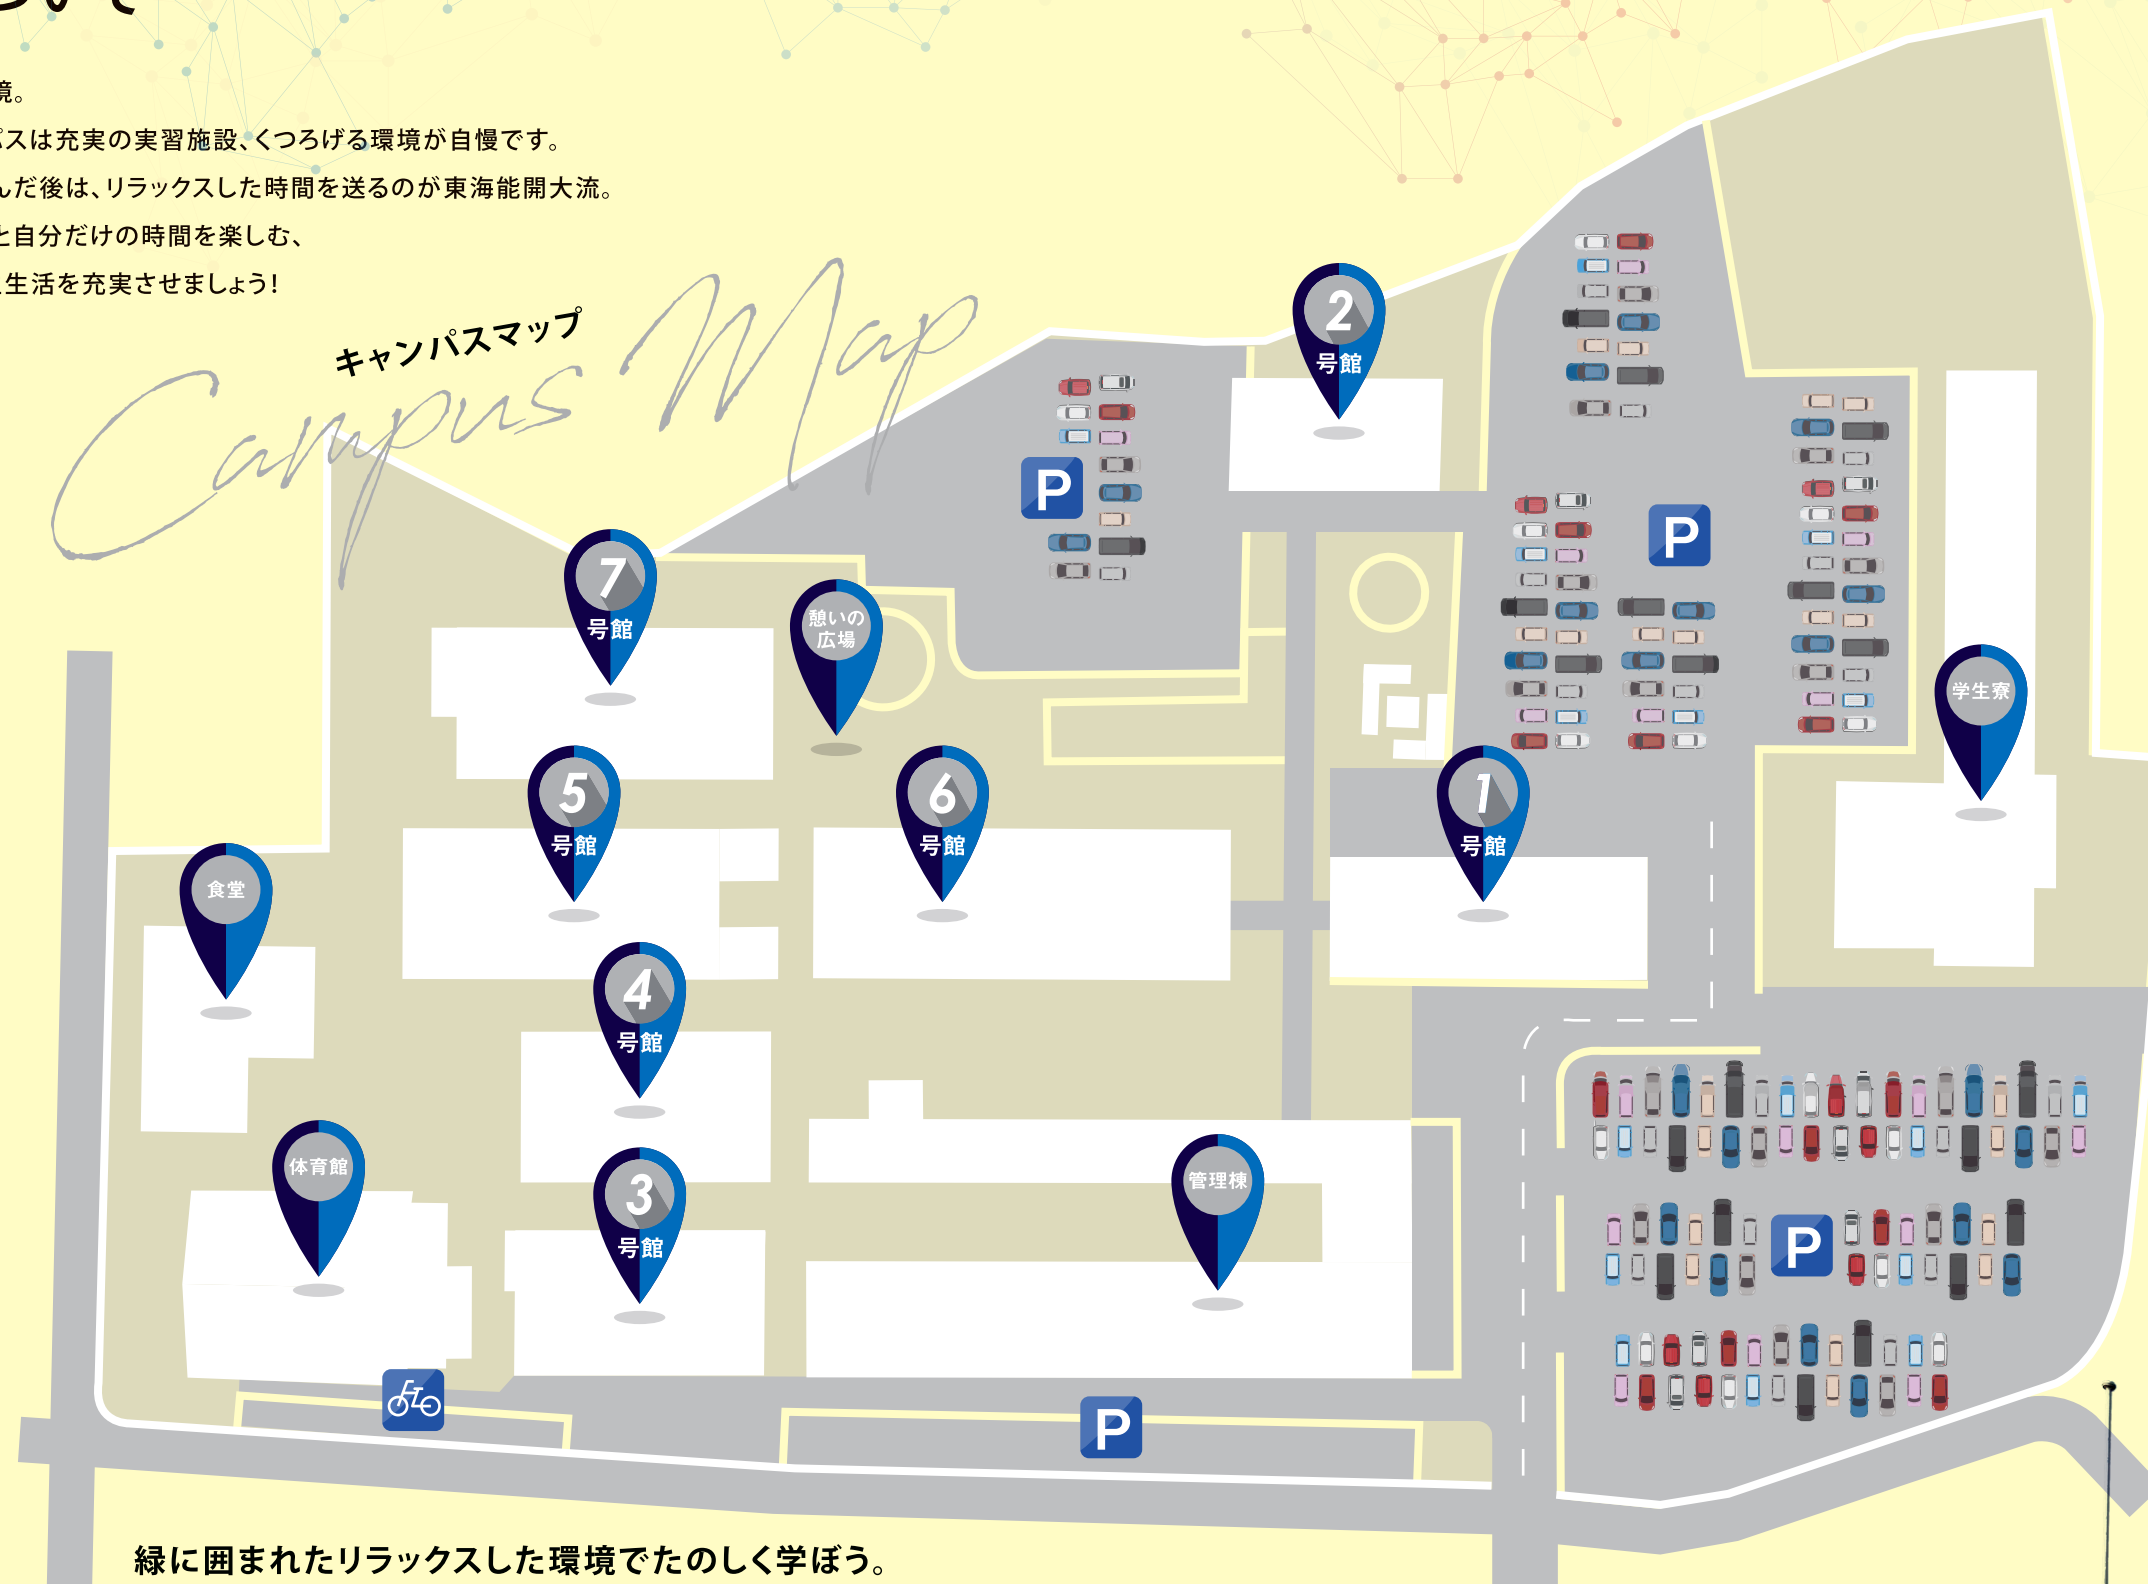 ついて
境。
パスは充実の実習施設、くつろげる環境が自慢です。
んだ後は、リラックスした時間を送るのが東海能開大流。
と自分だけの時間を楽しむ、
生活を充実させましょう!
キャンパスマップ
Campus Map
2
号館
P
P
7
号館
憩いの
広場
学生寮
5
号館
6
号館
1
号館
食堂
4
号館
体育館
3
号館
管理棟
P
P
緑に囲まれたリラックスした環境でたのしく学ぼう。